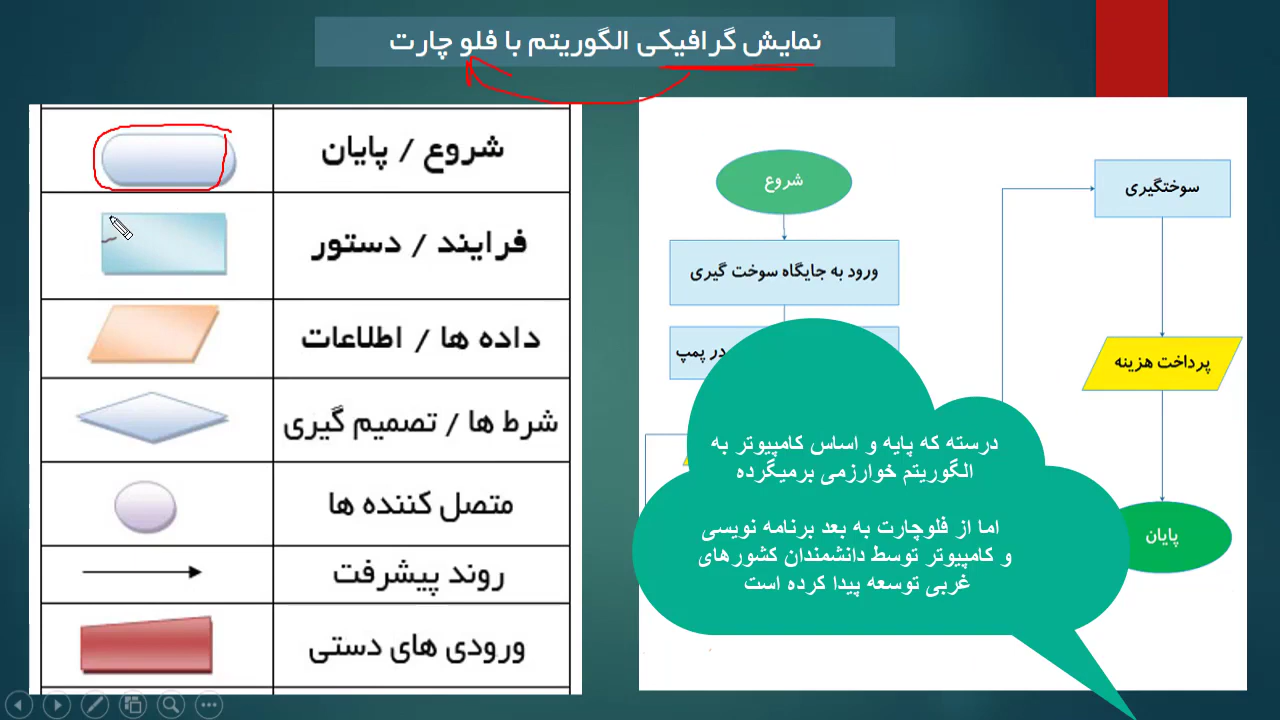 نمایش گرافیکی الگوریتم با فلو چارت
شروع / پایان
فرایند / دستور
داده ها / اطلاعات
شرط ها / تصمیم گیری
متصل کننده ها
روند پیشرفت
ورودی های دستی
شروع
ورود به جایگاه سوخت گیری
در پمپ
سوختگیری
پرداخت هزینه
پایان
درسته که پایه و اساس کامپیوتر به
الگوریتم خوارزمی برمیگرده
اما از فلوچارت به بعد برنامه نویسی
و کامپیوتر توسط دانشمندان کشورهای
غربی توسعه پیدا کرده است